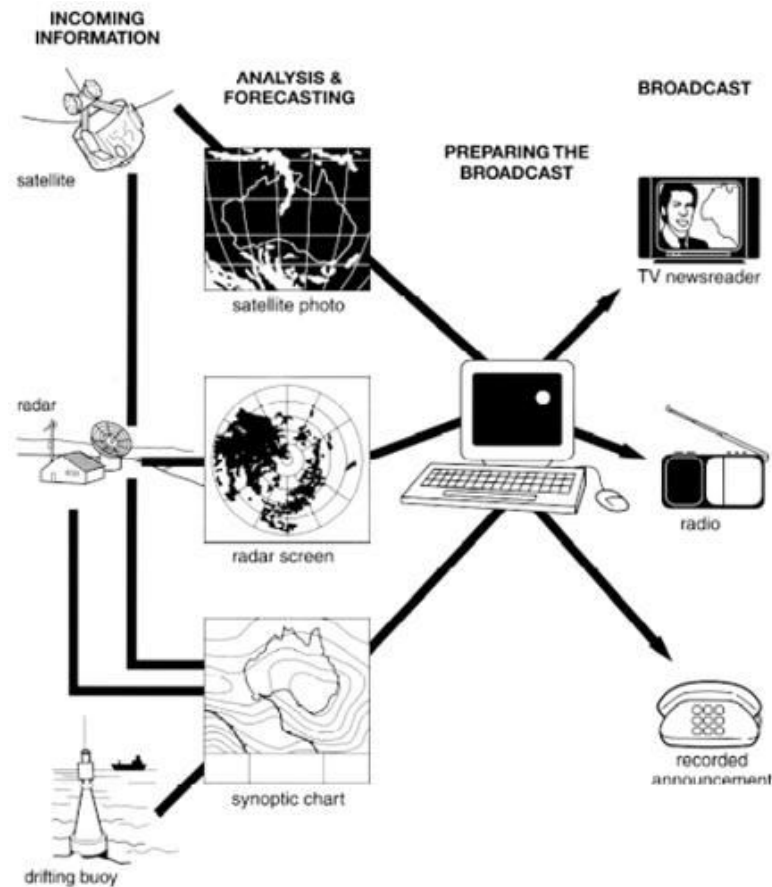 INCOMING
INFORMATION
ANALYSIS &
FORECASTING
PREPARING THE
BROADCAST
BROADCAST
satellite
satellite photo
TV newsreader
radar
radar screen
radio
synoptic chart
recorded
announcement
drifting buoy